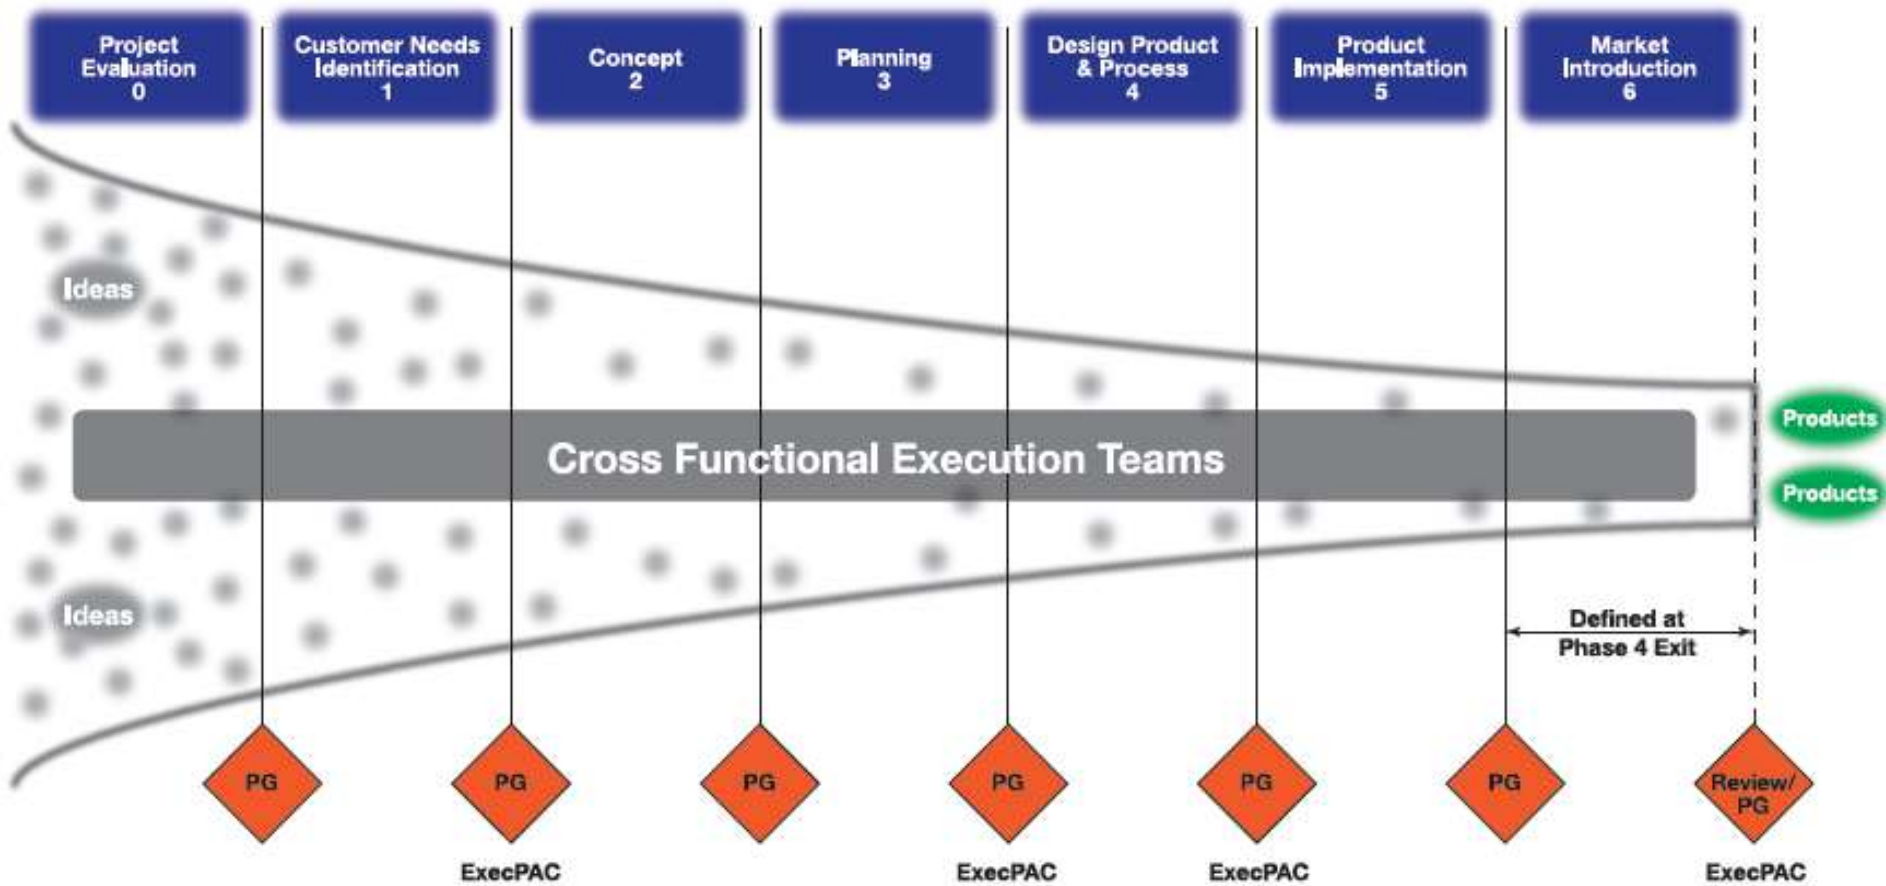 Project
Evaluation
0
Customer Needs
Identification
1
Concept
2
Planning
3
Design Product
& Process
4
Product
Implementation
5
Market
Introduction
6
Ideas
Cross Functional Execution Teams
Products
Products
Ideas
Defined at
Phase 4 Exit
PG
PG
PG
PG
PG
PG
Review/
PG
ExecPAC
ExecPAC
ExecPAC
ExecPAC